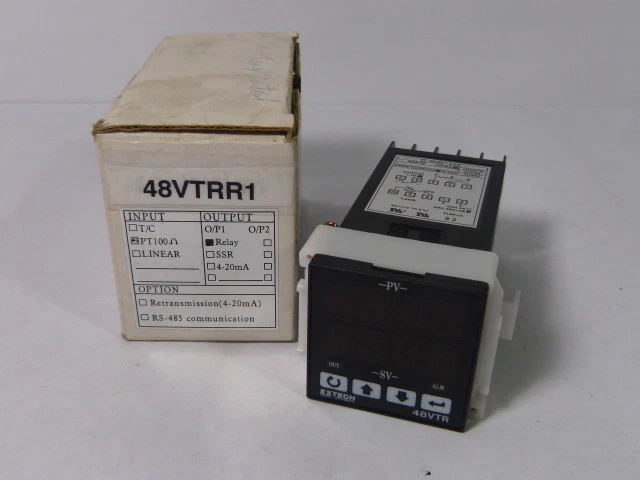 48VTRR1
INPUT OUTPUT
T/C O/P1 O/P2
PT100Ω Relay
LINEAR SSR
4-20mA
OPTION
Retransmission(4-20mA)
RS-485 communication
-PV-
-SV-
OUT ALM
EXTECH
48VTR